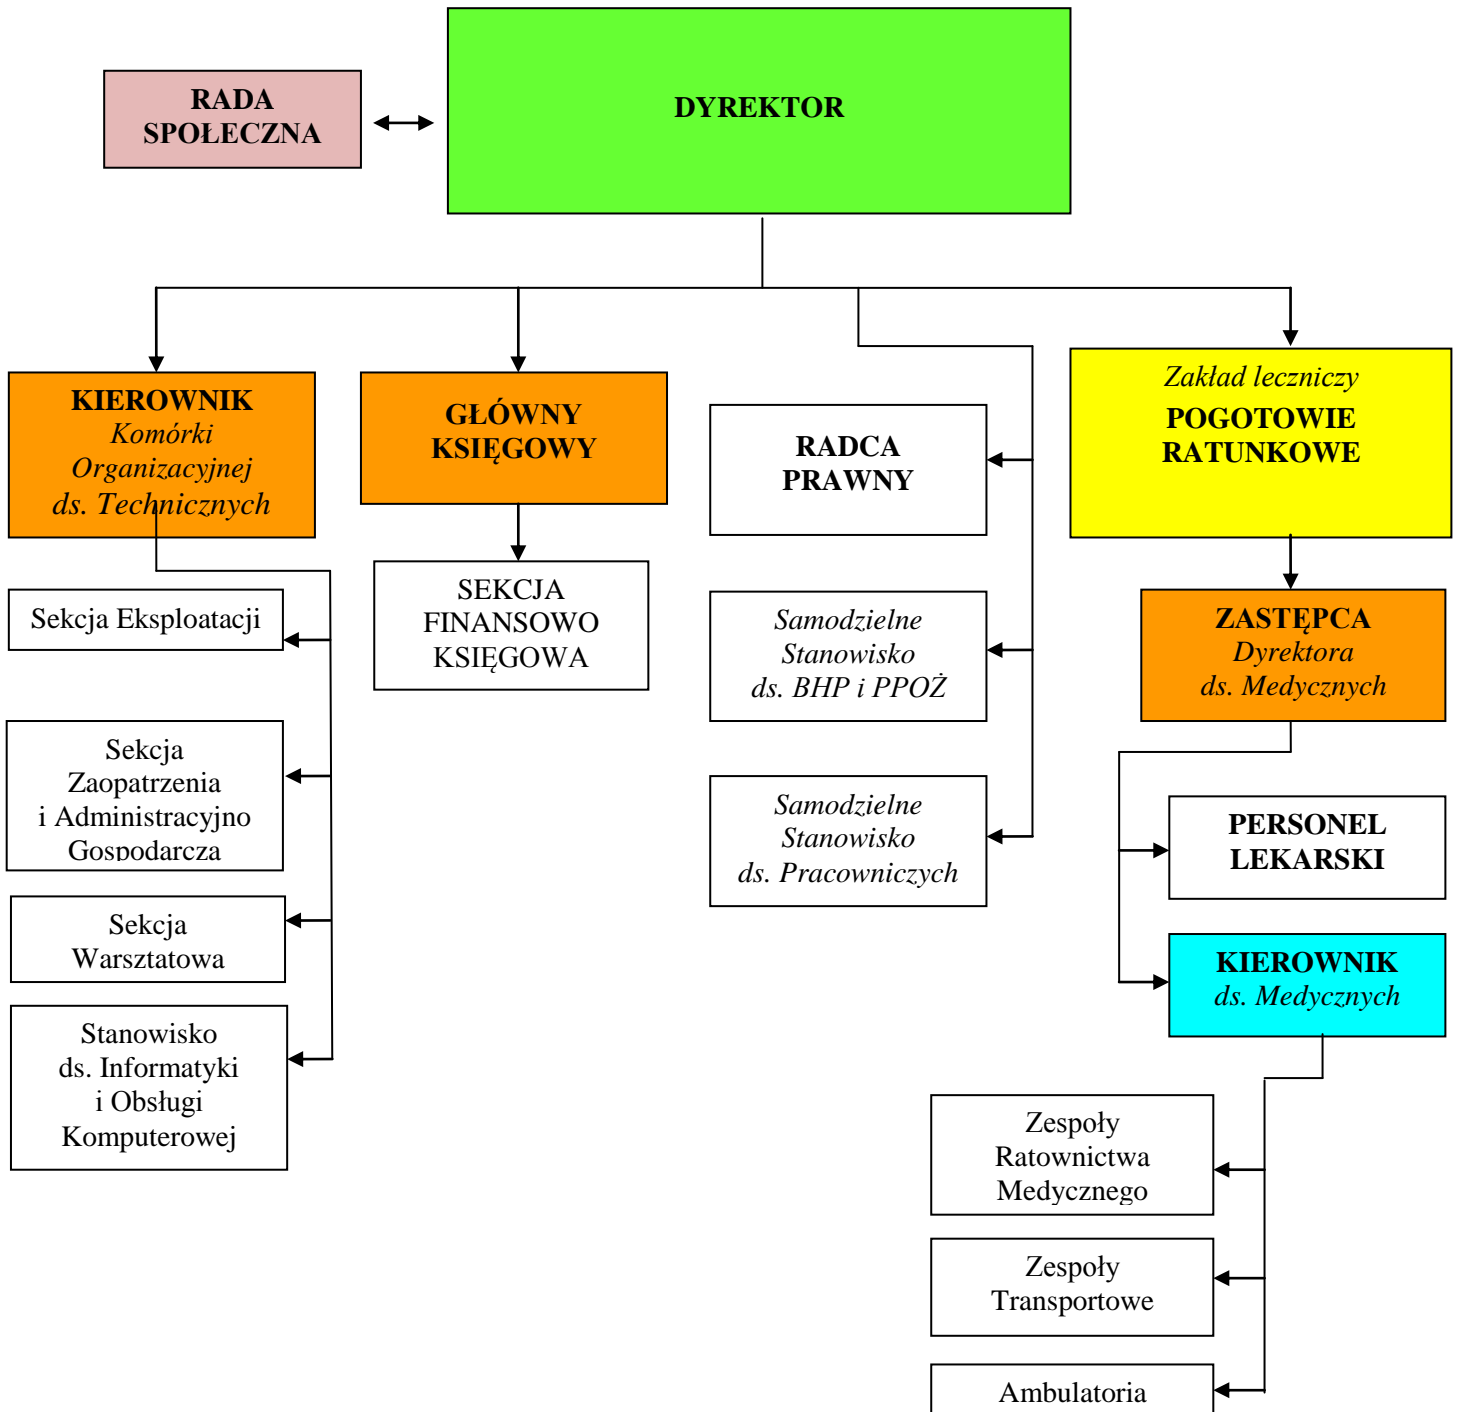 RADA
SPOŁECZNA
DYREKTOR
KIEROWNIK
Komórki
Organizacyjnej
ds. Technicznych
GŁÓWNY
KSIĘGOWY
RADCA
PRAWNY
Zakład leczniczy
POGOTOWIE
RATUNKOWE
Sekcja Eksploatacji
SEKCJA
FINANSOWO
KSIĘGOWA
Samodzielne
Stanowisko
ds. BHP i PPOŻ
ZASTĘPCA
Dyrektora
ds. Medycznych
Sekcja
Zaopatrzenia
i Administracyjno
Gospodarcza
Samodzielne
Stanowisko
ds. Pracowniczych
PERSONEL
LEKARSKI
Sekcja
Warsztatowa
KIEROWNIK
ds. Medycznych
Stanowisko
ds. Informatyki
i Obsługi
Komputerowej
Zespoły
Ratownictwa
Medycznego
Zespoły
Transportowe
Ambulatoria